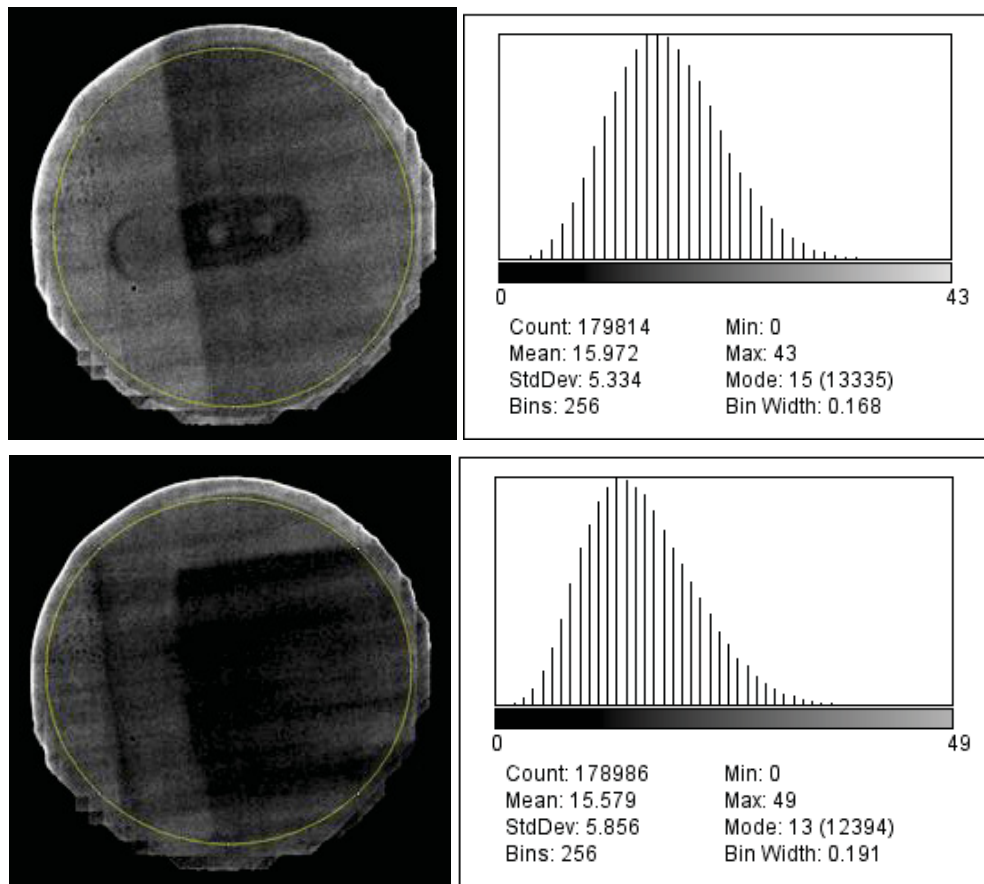 0 43
Count: 179814 Min: 0
Mean: 15.972 Max: 43
StdDev: 5.334 Mode: 15 (13335)
Bins: 256 Bin Width: 0.168
0 49
Count: 178986 Min: 0
Mean: 15.579 Max: 49
StdDev: 5.856 Mode: 13 (12394)
Bins: 256 Bin Width: 0.191